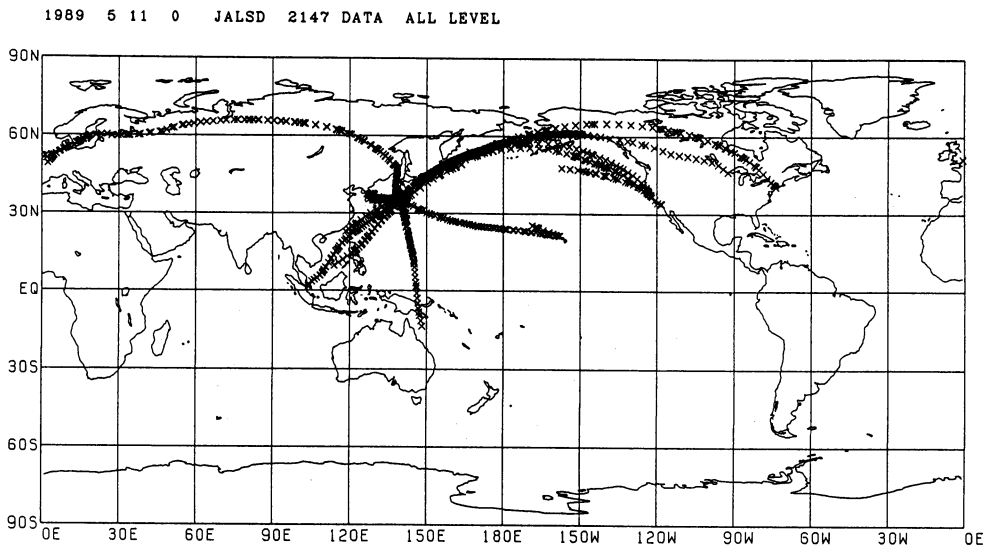 1989 5 11 0 JALSD 2147 DATA ALL LEVEL
90N
60N
30N
EQ
30S
60S
90S
0E 30E 60E 90E 120E 150E 180E 150W 120W 90W 60W 30W 0E